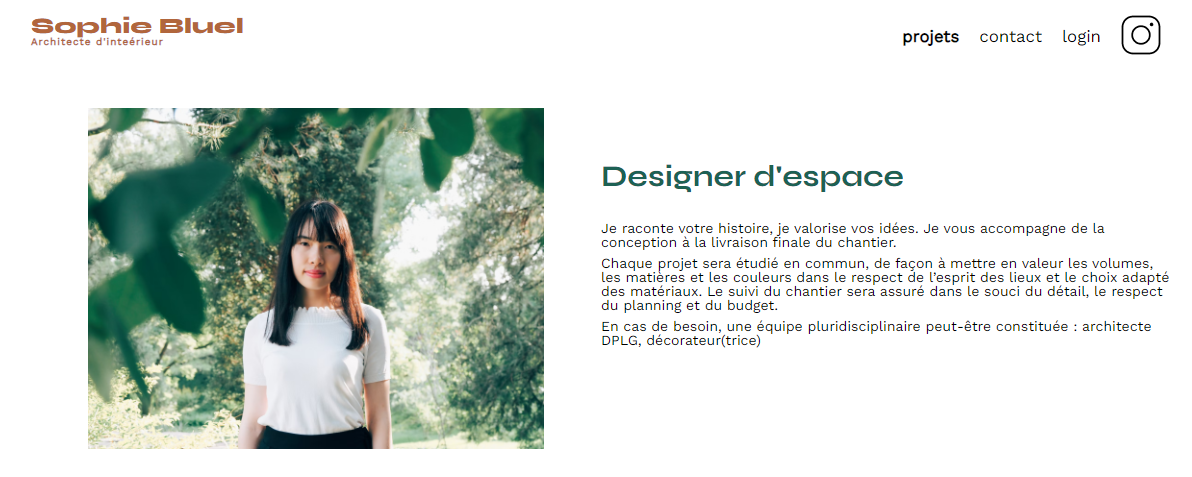 Sophie Bluel
Architecte d'inteérieur
projets contact login
Designer d'espace
Je raconte votre histoire, je valorise vos idées. Je vous accompagne de la
conception à la livraison finale du chantier.
Chaque projet sera étudié en commun, de façon à mettre en valeur les volumes,
les matières et les couleurs dans le respect de l’esprit des lieux et le choix adapté
des matériaux. Le suivi du chantier sera assuré dans le souci du détail, le respect
du planning et du budget.
En cas de besoin, une équipe pluridisciplinaire peut-être constituée : architecte
DPLG, décorateur(trice)